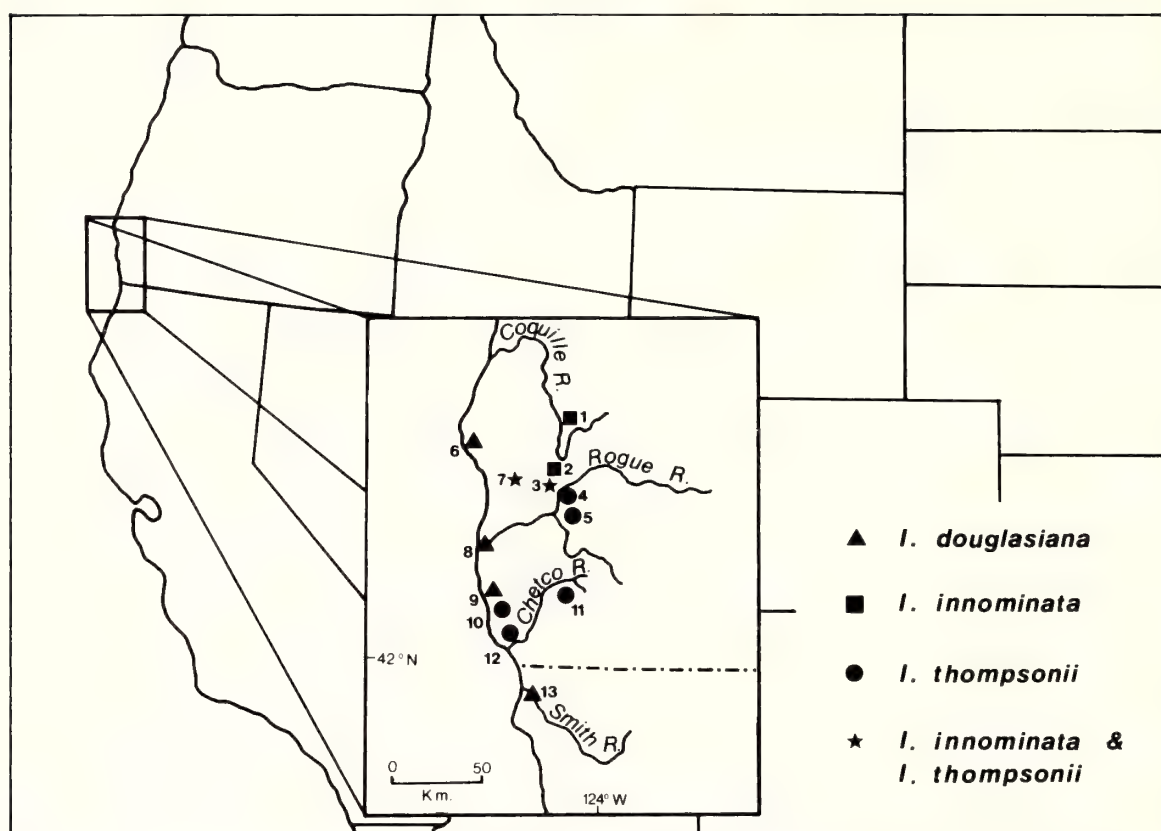 Coquille R.
1
6
2
Rogue R.
7
3
4
5
8
Chetco R.
9
11
10
12
42° N
13
Smith R.
0 50
Km.
124° W
I. douglasiana
I. innominata
I. thompsonii
I. innominata &
I. thompsonii